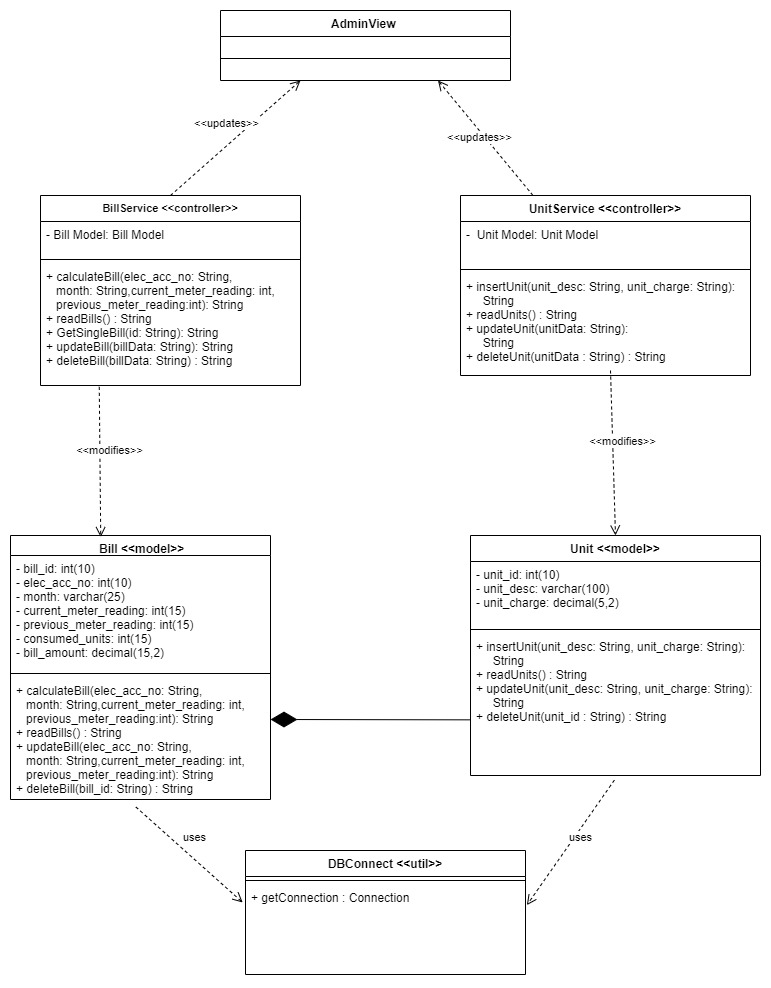 AdminView
<<updates>>
<<updates>>
BillService <<controller>>
- Bill Model: Bill Model
+ calculateBill(elec_acc_no: String,
month: String,current_meter_reading: int,
previous_meter_reading:int): String
+ readBills() : String
+ GetSingleBill(id: String): String
+ updateBill(billData: String): String
+ deleteBill(billData: String) : String
UnitService <<controller>>
- Unit Model: Unit Model
+ insertUnit(unit_desc: String, unit_charge: String):
String
+ readUnits() : String
+ updateUnit(unitData: String):
String
+ deleteUnit(unitData : String) : String
<<modifies>>
<<modifies>>
Bill <<model>>
- bill_id: int(10)
- elec_acc_no: int(10)
- month: varchar(25)
- current_meter_reading: int(15)
- previous_meter_reading: int(15)
- consumed_units: int(15)
- bill_amount: decimal(15,2)
+ calculateBill(elec_acc_no: String,
month: String,current_meter_reading: int,
previous_meter_reading:int): String
+ readBills() : String
+ updateBill(elec_acc_no: String,
month: String,current_meter_reading: int,
previous_meter_reading:int): String
+ deleteBill(bill_id: String) : String
Unit <<model>>
- unit_id: int(10)
- unit_desc: varchar(100)
- unit_charge: decimal(5,2)
+ insertUnit(unit_desc: String, unit_charge: String):
String
+ readUnits() : String
+ updateUnit(unit_desc: String, unit_charge: String):
String
+ deleteUnit(unit_id : String) : String
uses
uses
DBConnect <<util>>
+ getConnection : Connection